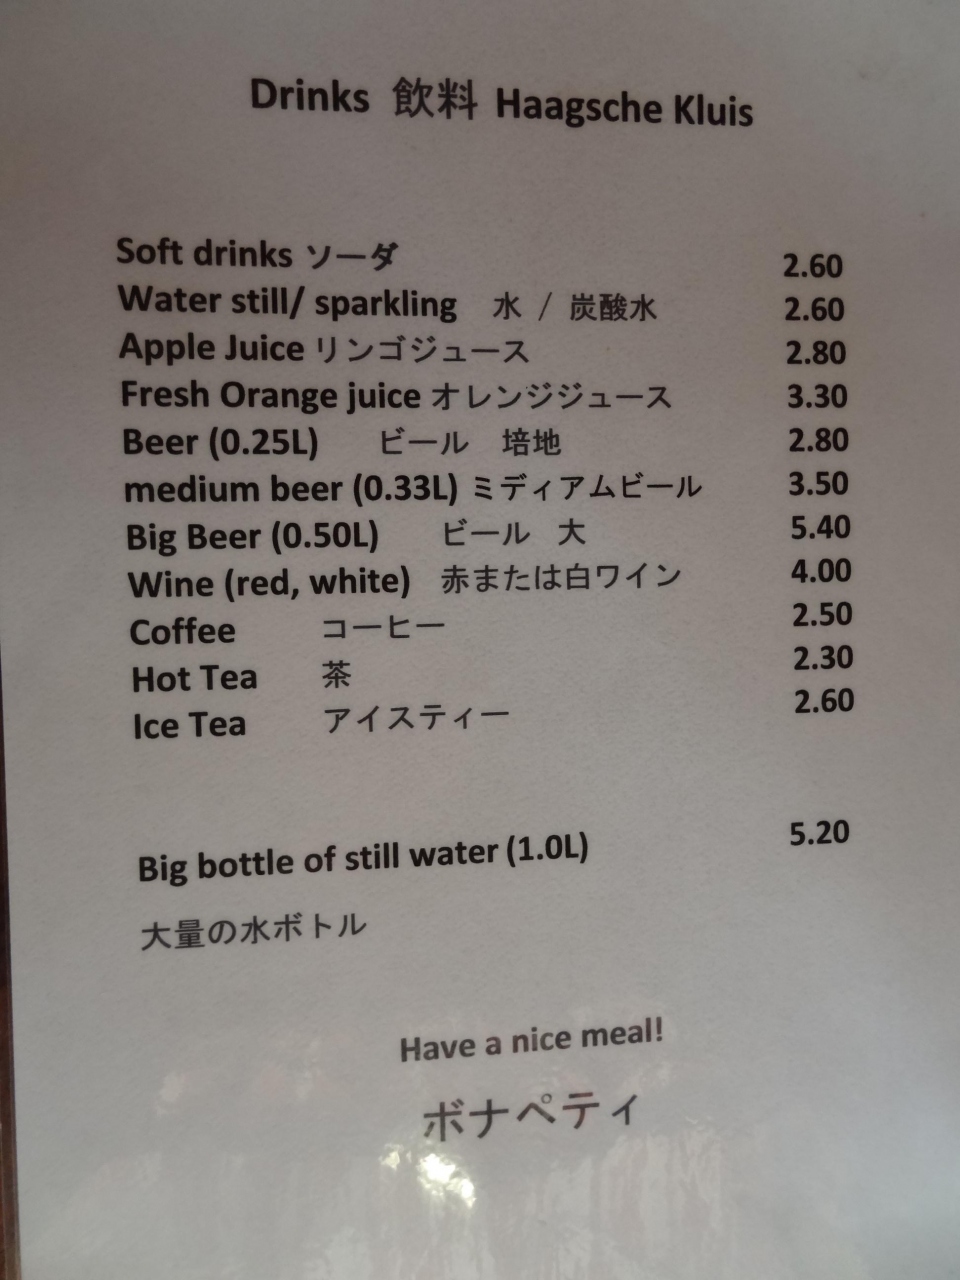 Drinks 飲料 Haagsche Kluis
Soft drinks ソーダ 2.60
Water still/ sparkling 水 / 炭酸水 2.60
Apple Juice リンゴジュース 2.80
Fresh Orange juice オレンジジュース 3.30
Beer (0.25L) ビール 培地 2.80
medium beer (0.33L) ミディアムビール 3.50
Big Beer (0.50L) ビール 大 5.40
Wine (red, white) 赤または白ワイン 4.00
Coffee コーヒー 2.50
Hot Tea 茶 2.30
Ice Tea アイスティー 2.60
Big bottle of still water (1.0L) 5.20
大量の水ボトル
Have a nice meal!
ボナペティ